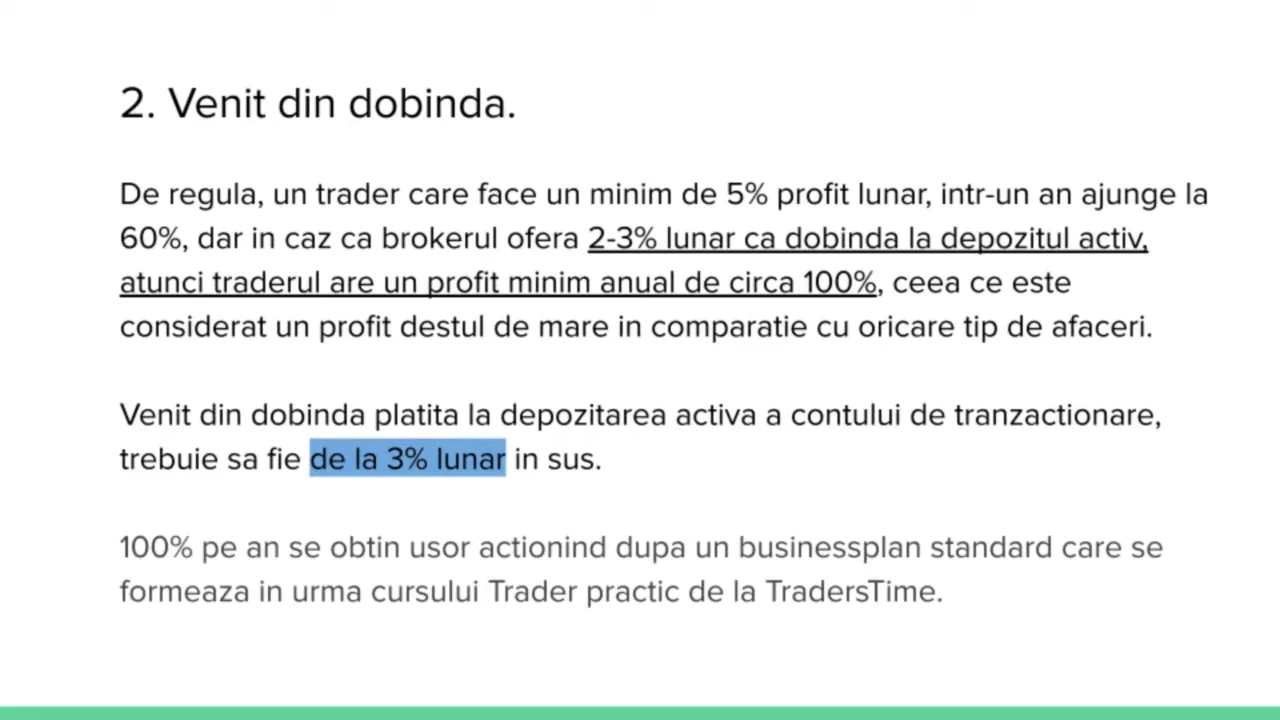 2. Venit din dobinda.
De regula, un trader care face un minim de 5% profit lunar, intr-un an ajunge la
60%, dar in caz ca brokerul ofera 2-3% lunar ca dobinda la depozitul activ,
atunci traderul are un profit minim anual de circa 100%, ceea ce este
considerat un profit destul de mare in comparatie cu oricare tip de afaceri.
Venit din dobinda platita la depozitarea activa a contului de tranzactionare,
trebuie sa fie de la 3% lunar in sus.
100% pe an se obtin usor actionind dupa un businessplan standard care se
formeaza in urma cursului Trader practic de la TradersTime.